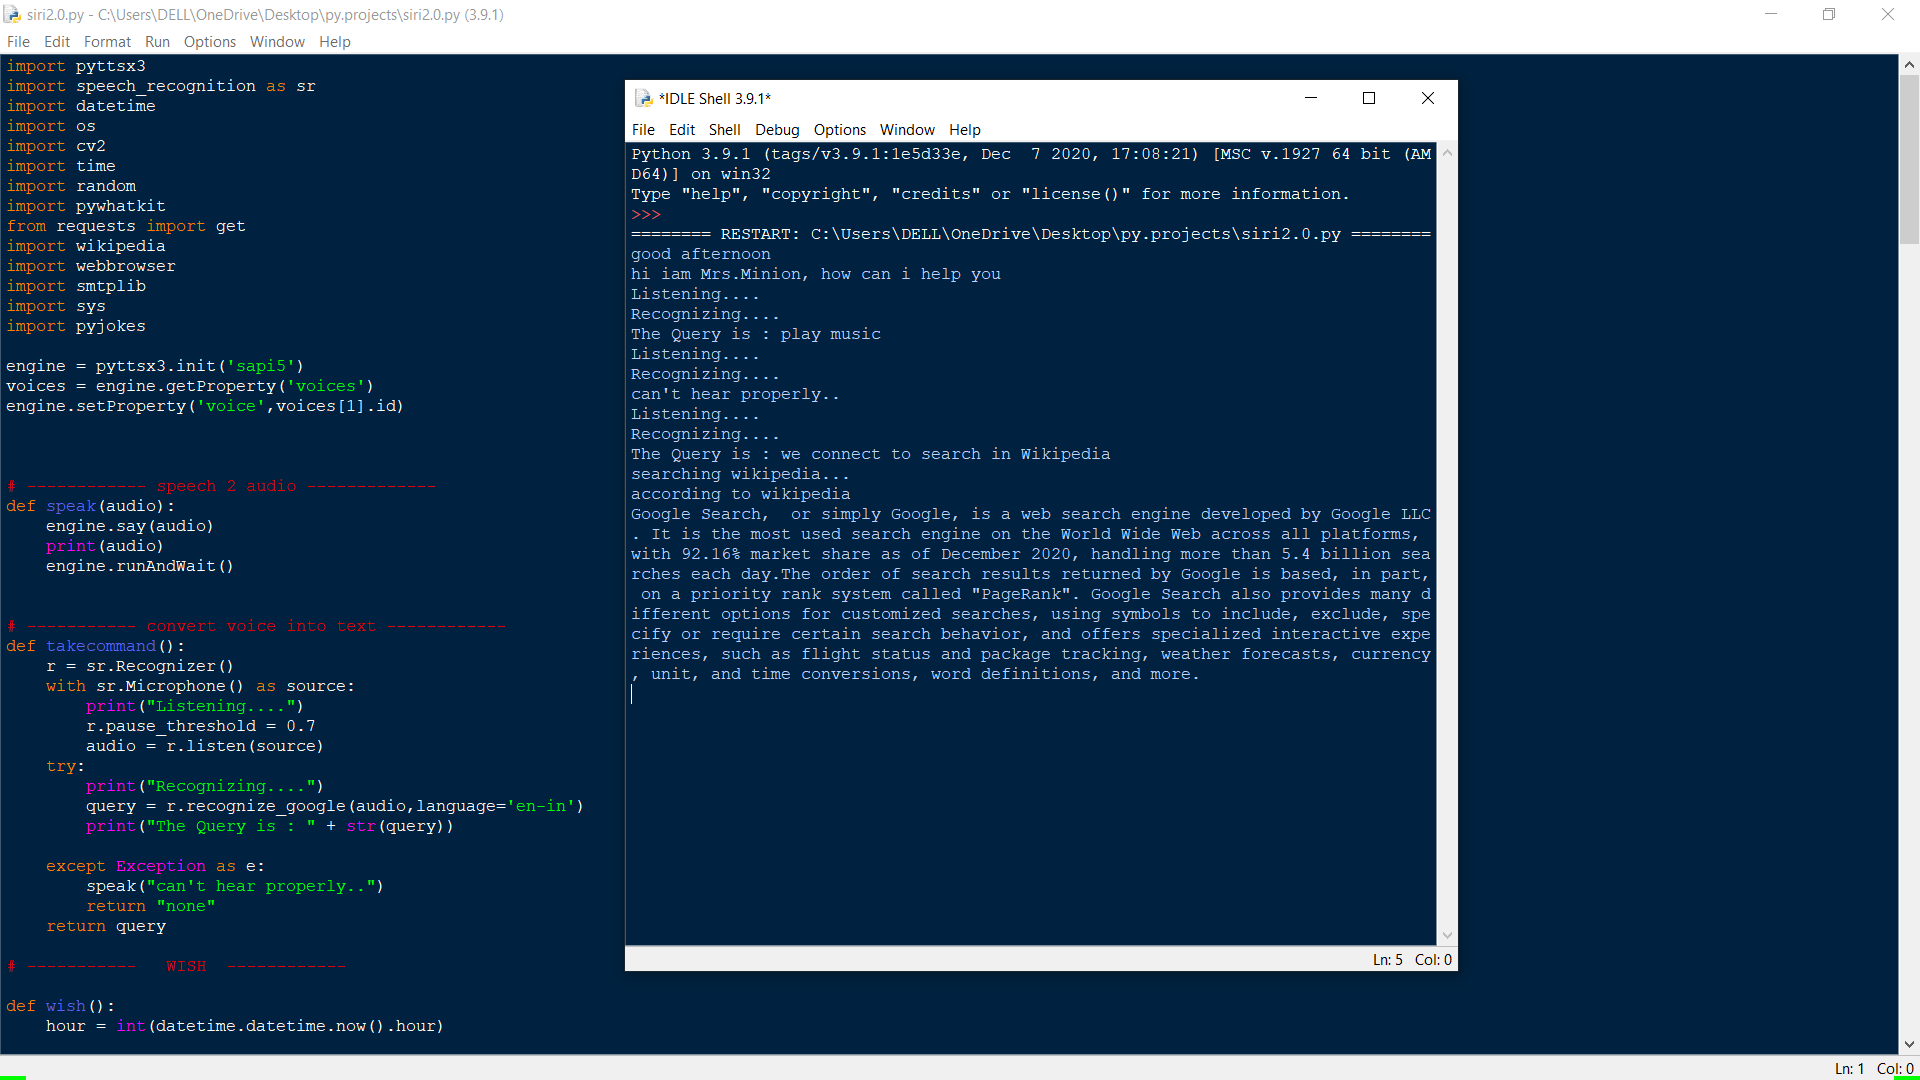 siri2.0.py - C:\Users\DELL\OneDrive\Desktop\py.projects\siri2.0.py (3.9.1)
File Edit Format Run Options Window Help
import pyttsx3
import speech_recognition as sr
import datetime
import os
import cv2
import time
import random
import pywhatkit
from requests import get
import wikipedia
import webbrowser
import smtplib
import sys
import pyjokes
engine = pyttsx3.init('sapi5')
voices = engine.getProperty('voices')
engine.setProperty('voice',voices[1].id)
# ------------ speech 2 audio -------------
def speak(audio):
    engine.say(audio)
    print(audio)
    engine.runAndWait()
# ----------- convert voice into text ------------
def takecommand():
    r = sr.Recognizer()
    with sr.Microphone() as source:
        print("Listening....")
        r.pause_threshold = 0.7
        audio = r.listen(source)
    try:
        print("Recognizing....")
        query = r.recognize_google(audio,language='en-in')
        print("The Query is : " + str(query))
    except Exception as e:
        speak("can't hear properly..")
        return "none"
    return query
# -----------   WISH  ------------
def wish():
    hour = int(datetime.datetime.now().hour)
Ln: 1 Col: 0
*IDLE Shell 3.9.1*
File Edit Shell Debug Options Window Help
Python 3.9.1 (tags/v3.9.1:1e5d33e, Dec  7 2020, 17:08:21) [MSC v.1927 64 bit (AM
D64)] on win32
Type "help", "copyright", "credits" or "license()" for more information.
>>>
======== RESTART: C:\Users\DELL\OneDrive\Desktop\py.projects\siri2.0.py ========
good afternoon
hi iam Mrs.Minion, how can i help you
Listening....
Recognizing....
The Query is : play music
Listening....
Recognizing....
can't hear properly..
Listening....
Recognizing....
The Query is : we connect to search in Wikipedia
searching wikipedia...
according to wikipedia
Google Search,  or simply Google, is a web search engine developed by Google LLC
. It is the most used search engine on the World Wide Web across all platforms,
with 92.16% market share as of December 2020, handling more than 5.4 billion sea
rches each day.The order of search results returned by Google is based, in part,
 on a priority rank system called "PageRank". Google Search also provides many d
ifferent options for customized searches, using symbols to include, exclude, spe
cify or require certain search behavior, and offers specialized interactive expe
riences, such as flight status and package tracking, weather forecasts, currency
, unit, and time conversions, word definitions, and more.
Ln: 5 Col: 0